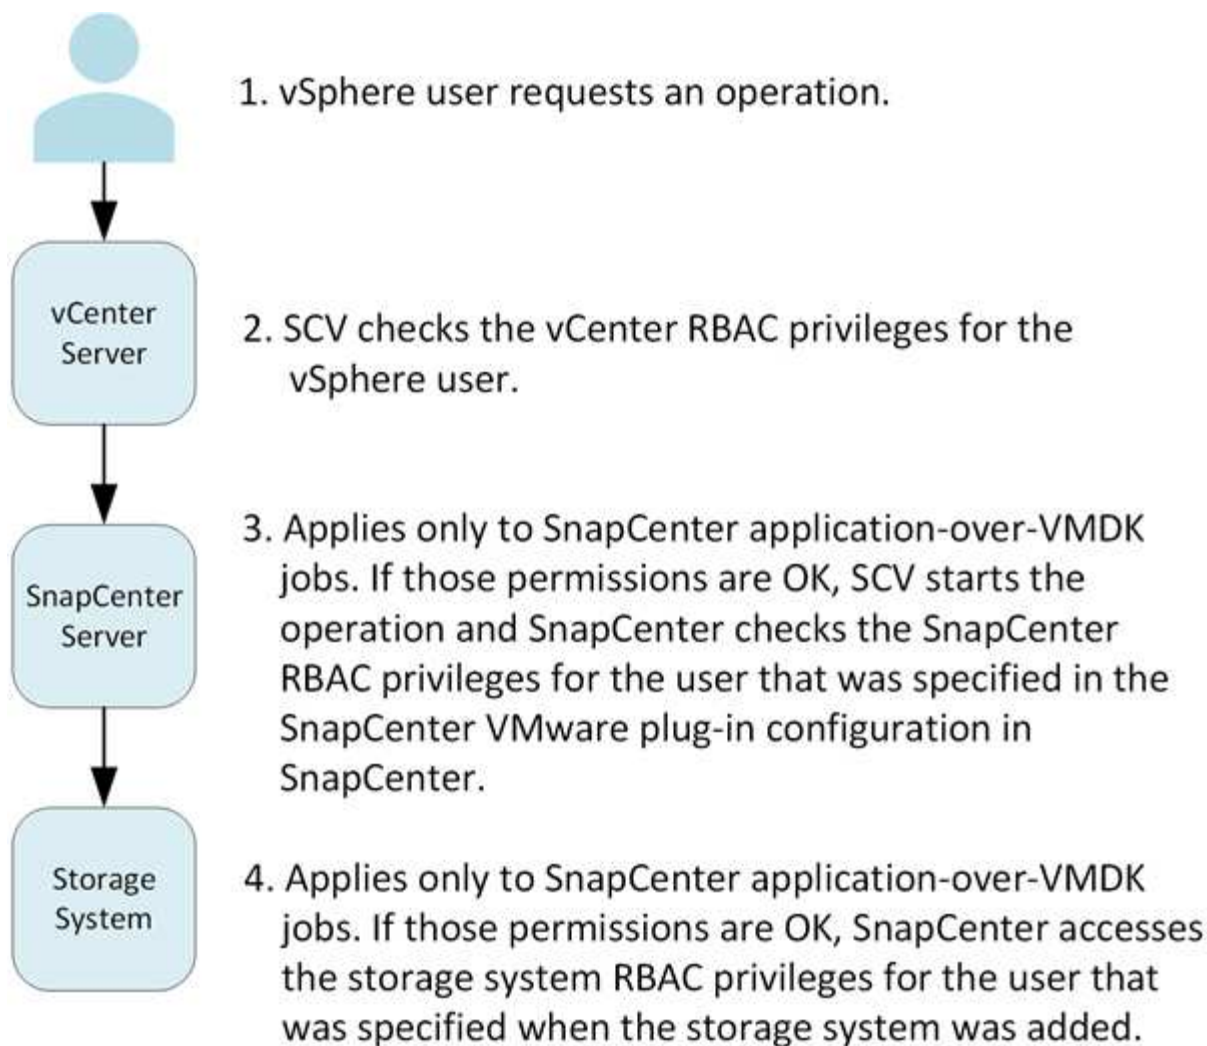 1. vSphere user requests an operation.
vCenter
Server
2. SCV checks the vCenter RBAC privileges for the
vSphere user.
SnapCenter
Server
3. Applies only to SnapCenter application-over-VMDK
jobs. If those permissions are OK, SCV starts the
operation and SnapCenter checks the SnapCenter
RBAC privileges for the user that was specified in the
SnapCenter VMware plug-in configuration in
SnapCenter.
Storage
System
4. Applies only to SnapCenter application-over-VMDK
jobs. If those permissions are OK, SnapCenter accesses
the storage system RBAC privileges for the user that
was specified when the storage system was added.